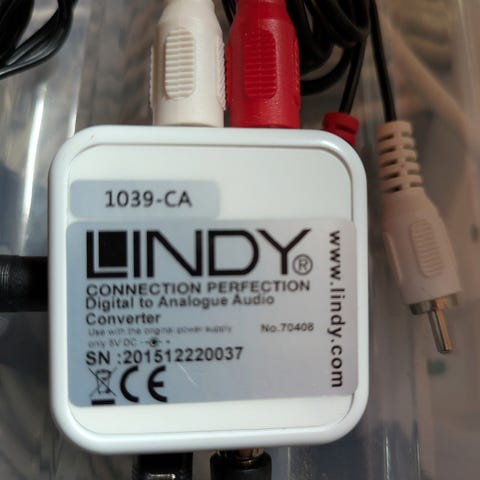 1039-CA
LINDY®
CONNECTION PERFECTION
Digital to Analogue Audio
Converter
Use with the original power supply
only 5V DC
No.70408
SN :201512220037
CE
www.lindy.com